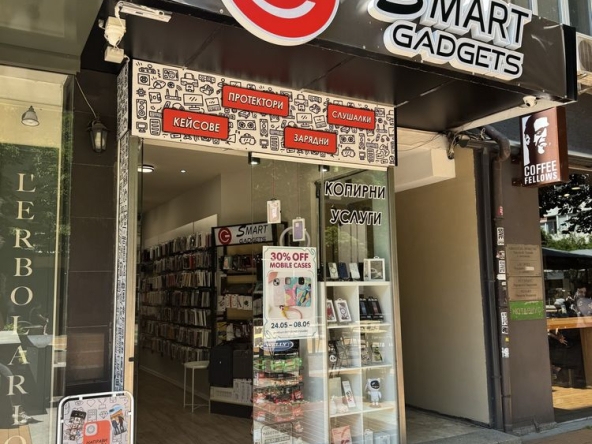 SMART
GADGETS
ПРОТЕКТОРИ
СЛУШАЛКИ
КЕЙСОВЕ
ЗАРЯДНИ
КОПИРНИ
УСЛУГИ
COFFEE
FELLOWS
L'ERBOLARIO
SMART
GADGETS
30% OFF
MOBILE CASES
24.05 - 08.06